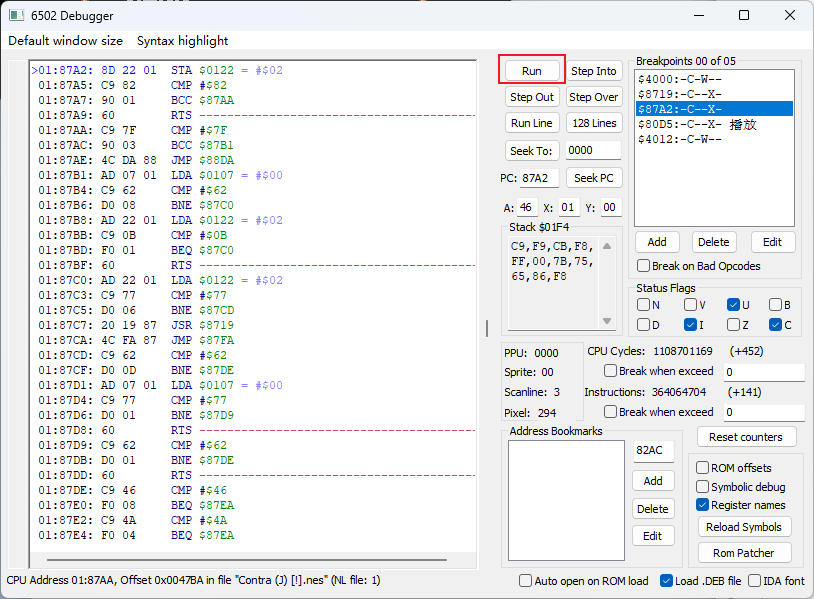 6502 Debugger
Default window size Syntax highlight
>01:87A2: 8D 22 01 STA $0122 = #$02
01:87A5: C9 82 CMP #$82
01:87A7: 90 01 BCC $87AA
01:87A9: 60 RTS
01:87AA: C9 7F CMP #$7F
01:87AC: 90 03 BCC $87B1
01:87AE: 4C DA 88 JMP $88DA
01:87B1: AD 07 01 LDA $0107 = #$00
01:87B4: C9 62 CMP #$62
01:87B6: D0 08 BNE $87C0
01:87B8: AD 22 01 LDA $0122 = #$02
01:87BB: C9 0B CMP #$0B
01:87BD: F0 01 BEQ $87C0
01:87BF: 60 RTS
01:87C0: AD 22 01 LDA $0122 = #$02
01:87C3: C9 77 CMP #$77
01:87C5: D0 06 BNE $87CD
01:87C7: 20 19 87 JSR $8719
01:87CA: 4C FA 87 JMP $87FA
01:87CD: C9 62 CMP #$62
01:87CF: D0 0D BNE $87DE
01:87D1: AD 07 01 LDA $0107 = #$00
01:87D4: C9 77 CMP #$77
01:87D6: D0 01 BNE $87D9
01:87D8: 60 RTS
01:87D9: C9 62 CMP #$62
01:87DB: D0 01 BNE $87DE
01:87DD: 60 RTS
01:87DE: C9 46 CMP #$46
01:87E0: F0 08 BEQ $87EA
01:87E2: C9 4A CMP #$4A
01:87E4: F0 04 BEQ $87EA
Run Step Into
Step Out Step Over
Run Line 128 Lines
Seek To: 0000
PC: 87A2 Seek PC
A: 46 X: 01 Y: 00
Stack $01F4
C9,F9,CB,F8,
FF,00,7B,75,
65,86,F8
Breakpoints 00 of 05
$4000:-C-W--
$8719:-C--X-
$87A2:-C--X-
$80D5:-C--X- 播放
$4012:-C-W--
Add Delete Edit
Break on Bad Opcodes
Status Flags
N V U B
D I Z C
PPU: 0000
Sprite: 00
Scanline: 3
Pixel: 294
CPU Cycles: 1108701169 (+452)
Break when exceed 0
Instructions: 364064704 (+141)
Break when exceed 0
Address Bookmarks
82AC
Add
Delete
Edit
Reset counters
ROM offsets
Symbolic debug
Register names
Reload Symbols
Rom Patcher
CPU Address 01:87AA, Offset 0x0047BA in file "Contra (J) [!].nes" (NL file: 1)
Auto open on ROM load Load .DEB file IDA font